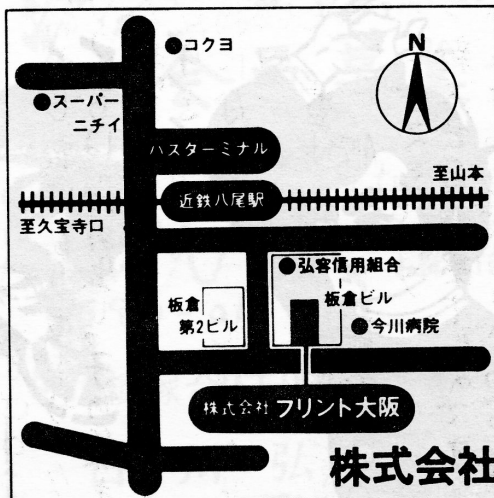 コクヨ
N
スーパー
ニチイ
バスターミナル
至山本
近鉄八尾駅
至久宝寺口
弘容信用組合
板倉
第2ビル
板倉ビル
今川病院
株式会社 フリント大阪
株式会社